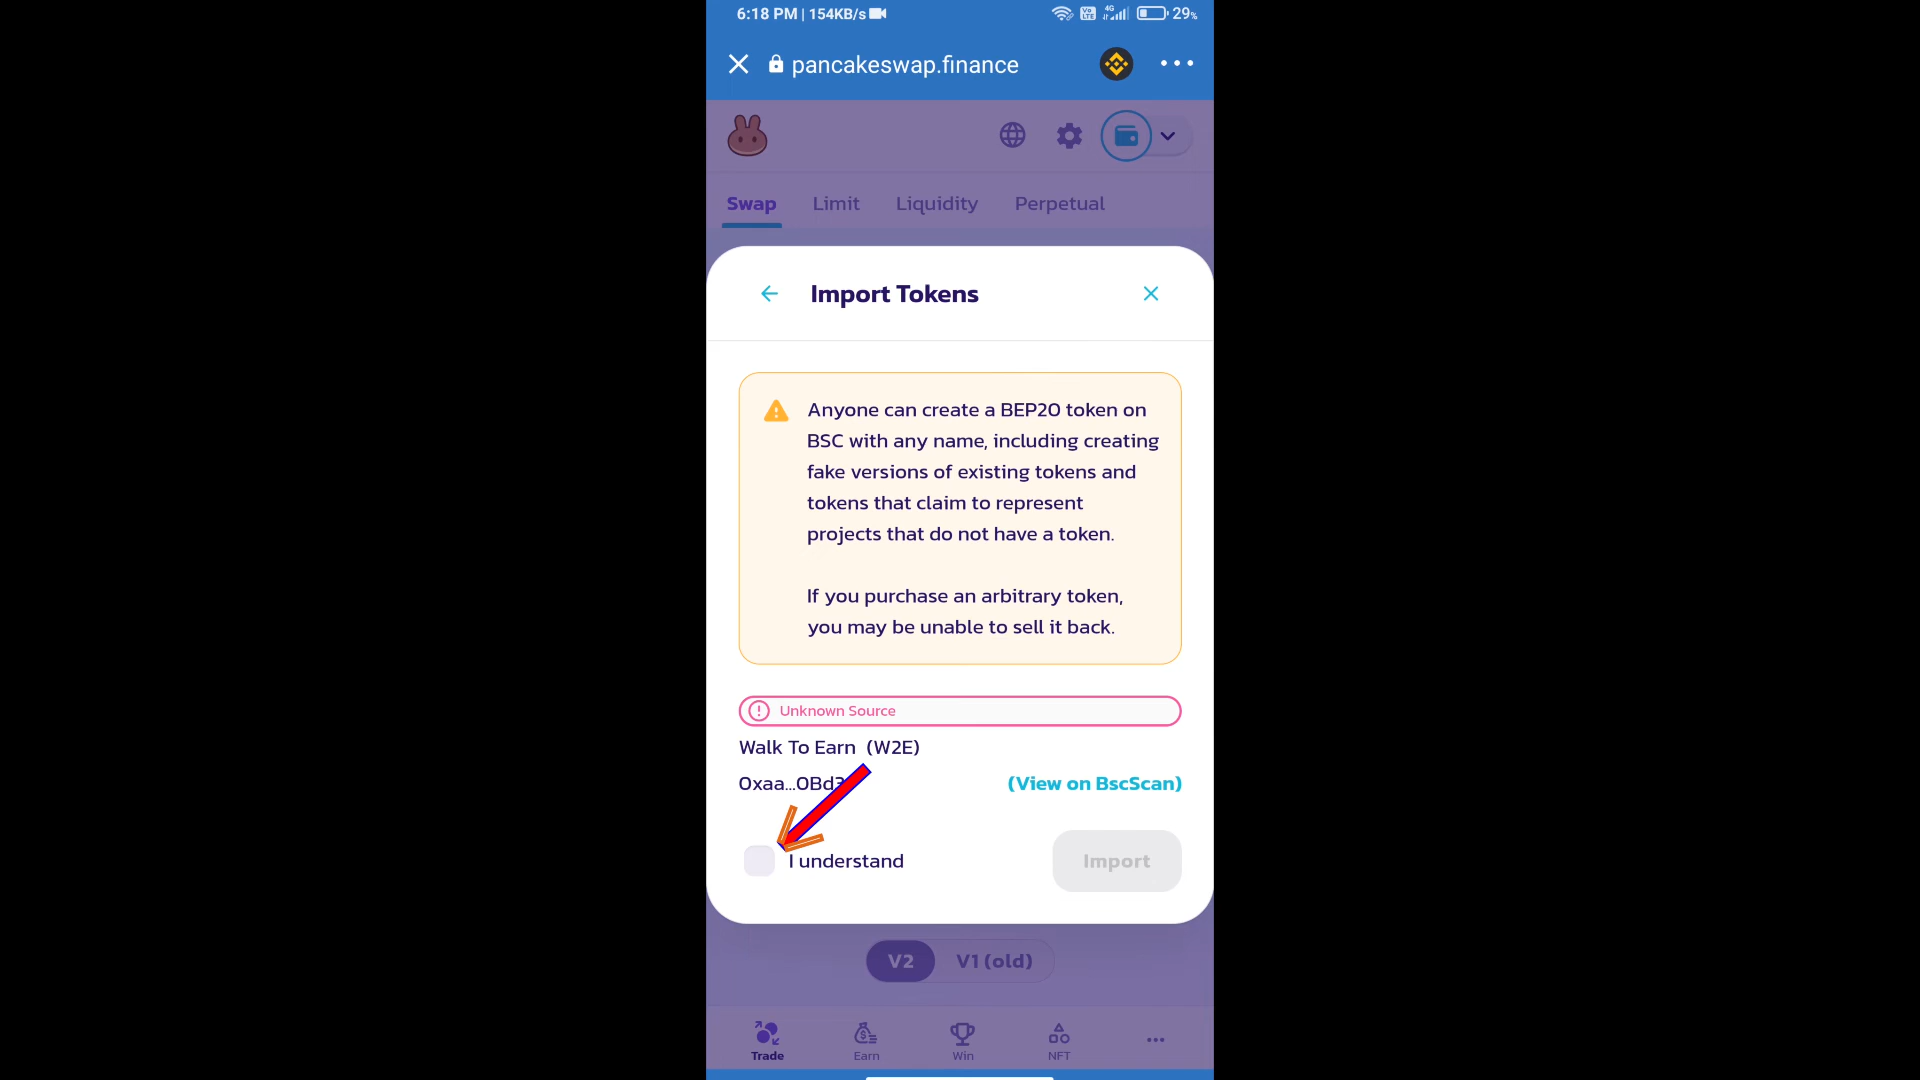 6:18 PM | 154KB/s
Vo LTE 4G 29%
pancakeswap.finance
Swap Limit Liquidity Perpetual
Import Tokens
Anyone can create a BEP20 token on
BSC with any name, including creating
fake versions of existing tokens and
tokens that claim to represent
projects that do not have a token.
If you purchase an arbitrary token,
you may be unable to sell it back.
Unknown Source
Walk To Earn (W2E)
0xaa...0Bd (View on BscScan)
I understand Import
V2 V1 (old)
Trade Earn Win NFT